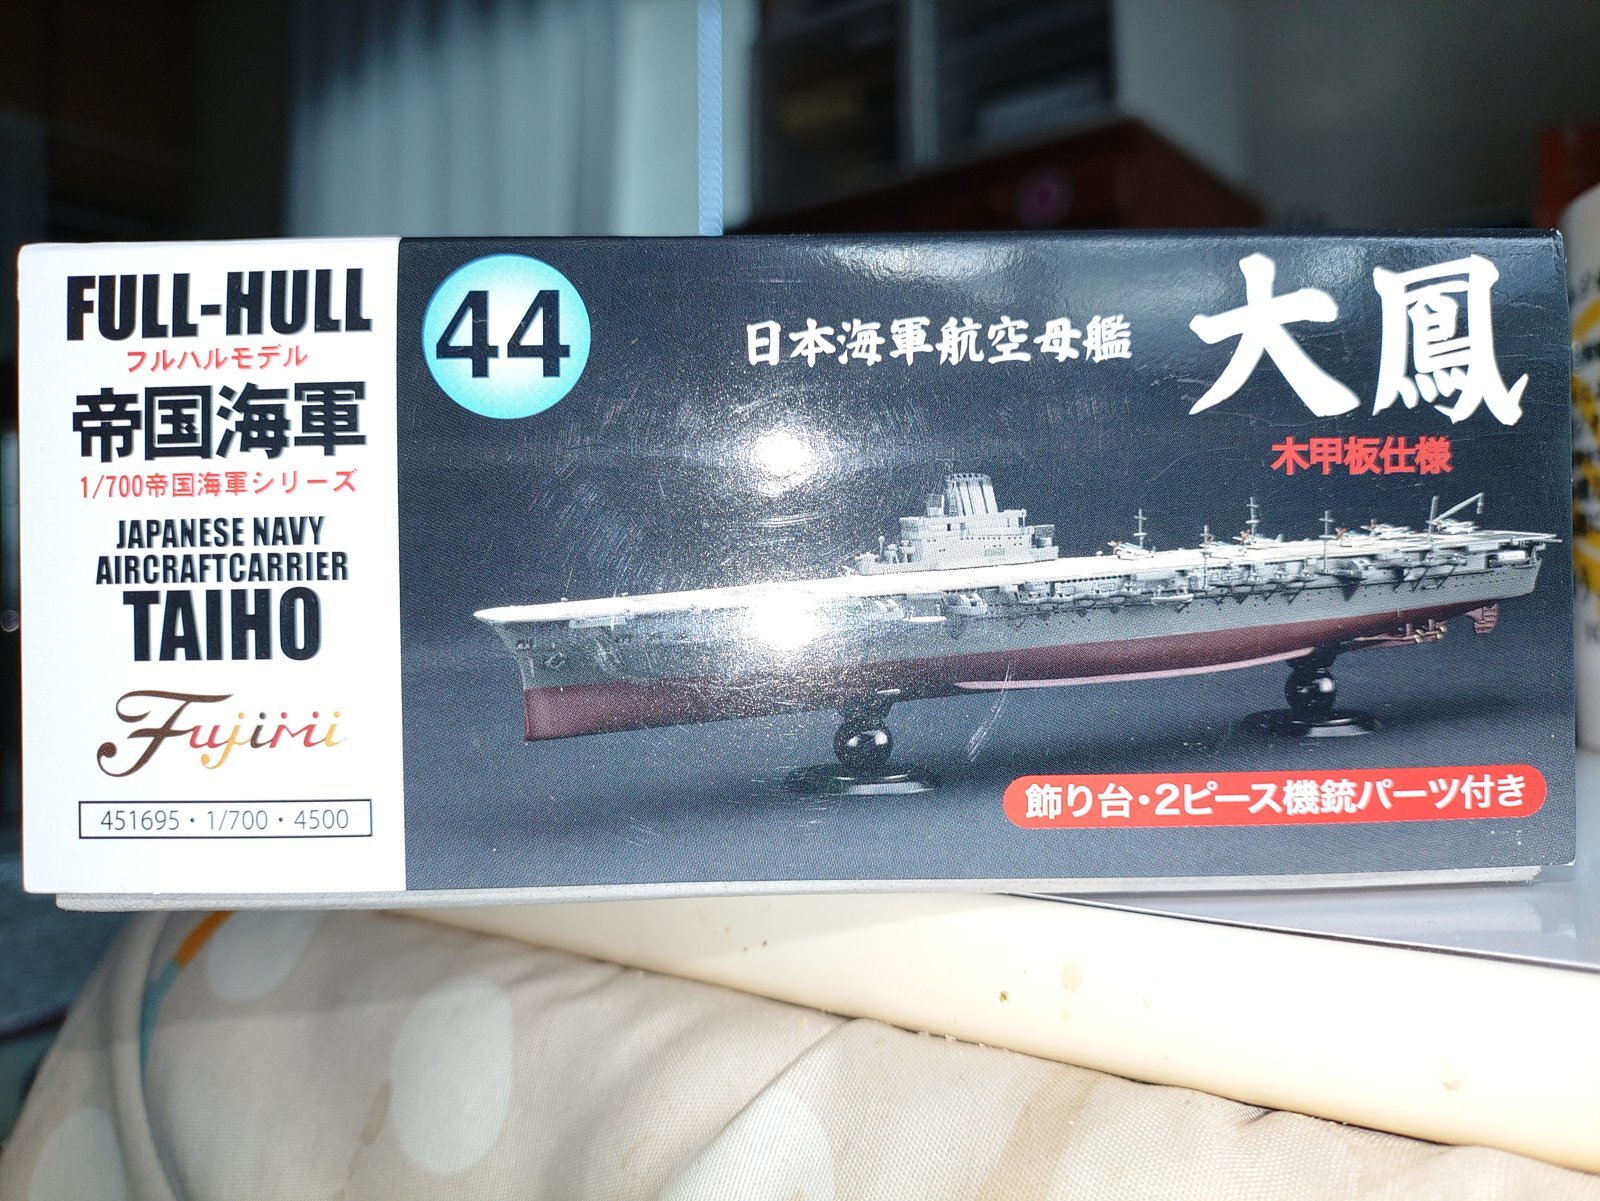 FULL-HULL
フルハルモデル
帝国海軍
1/700帝国海軍シリーズ
JAPANESE NAVY
AIRCRAFTCARRIER
TAIHO
Fujimi
451695・1/700・4500
44
日本海軍航空母艦
大鳳
木甲板仕様
飾り台・2ピース機銃パーツ付き